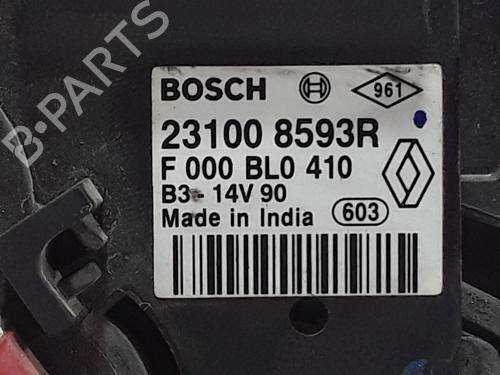 B-PARTS
BOSCH 961
23100 8593R
F 000 BL0 410
B3 - 14V 90
Made in India 603